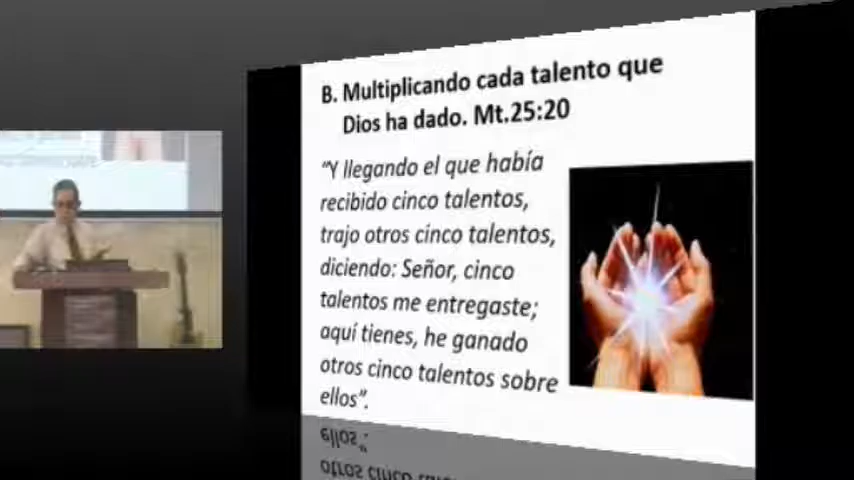 B. Multiplicando cada talento que
Dios ha dado. Mt.25:20
“Y llegando el que había
recibido cinco talentos,
trajo otros cinco talentos,
diciendo: Señor, cinco
talentos me entregaste;
aquí tienes, he ganado
otros cinco talentos sobre
ellos”.